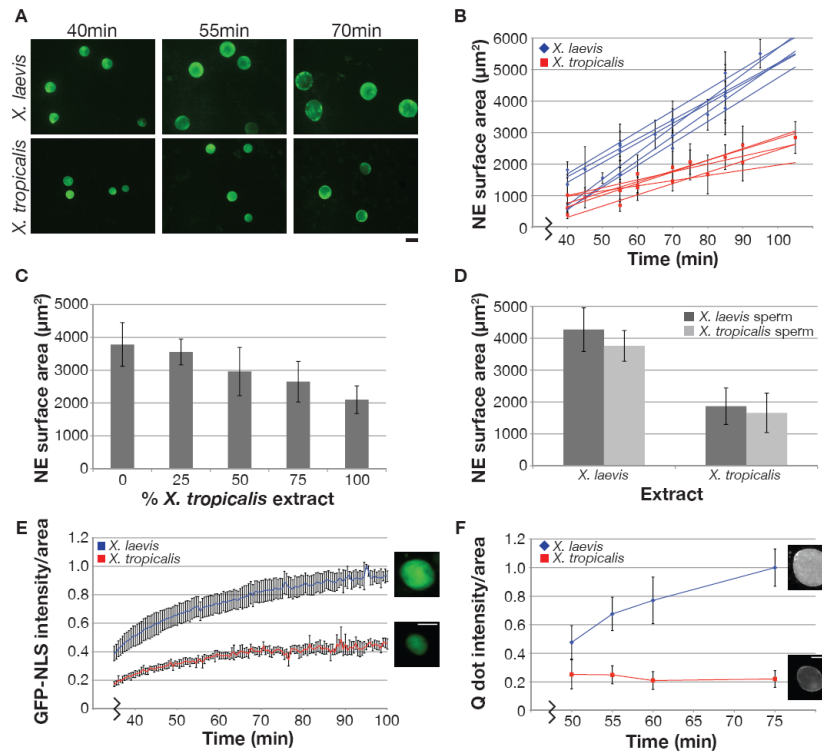 A
40min 55min 70min
X. laevis
X. tropicalis
B
NE surface area (µm²)
6000
5000
4000
3000
2000
1000
0
X. laevis
X. tropicalis
40 50 60 70 80 90 100
Time (min)
C
NE surface area (µm²)
5000
4000
3000
2000
1000
0
0 25 50 75 100
% X. tropicalis extract
D
NE surface area (µm²)
6000
5000
4000
3000
2000
1000
0
X. laevis sperm
X. tropicalis sperm
X. laevis X. tropicalis
Extract
E
GFP-NLS intensity/area
1.2
1.0
0.8
0.6
0.4
0.2
0
X. laevis
X. tropicalis
40 50 60 70 80 90 100
Time (min)
F
Q dot intensity/area
1.2
1.0
0.8
0.6
0.4
0.2
0
X. laevis
X. tropicalis
50 55 60 65 70 75
Time (min)